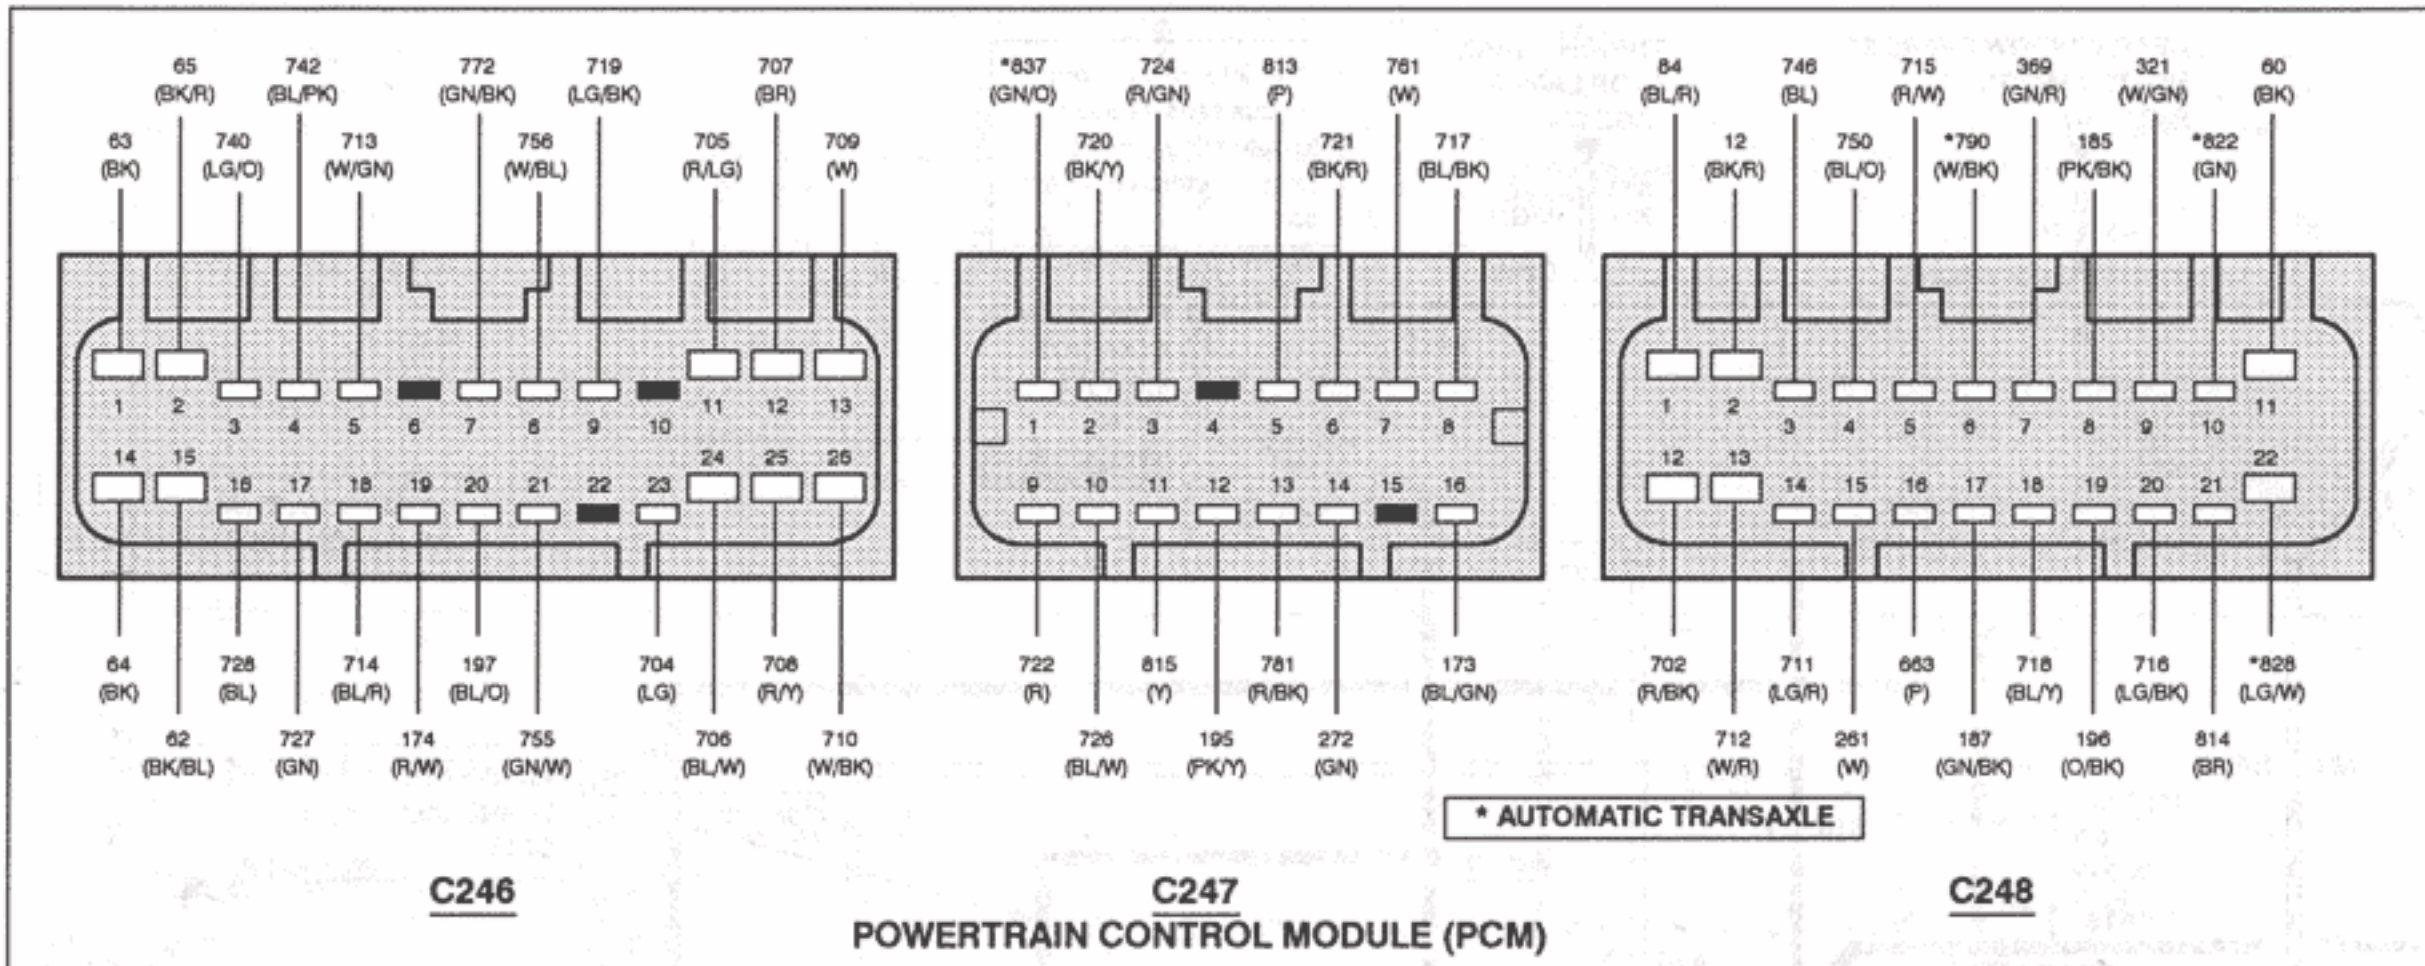 65 742 772 719 707 *837 724 813 761 84 746 715 369 321 60
(BK/R) (BL/PK) (GN/BK) (LG/BK) (BR) (GN/O) (R/GN) (P) (W) (BL/R) (BL) (R/W) (GN/R) (W/GN) (BK)
63 740 713 756 705 709 720 721 717 12 750 *790 185 *822
(BK) (LG/O) (W/GN) (W/BL) (R/LG) (W) (BK/Y) (BK/R) (BL/BK) (BK/R) (BL/O) (W/BK) (PK/BK) (GN)
1 2 3 4 5 6 7 8 9 10 11 12 13 1 2 3 4 5 6 7 8 1 2 3 4 5 6 7 8 9 10 11
14 15 16 17 18 19 20 21 22 23 24 25 26 9 10 11 12 13 14 15 16 12 13 14 15 16 17 18 19 20 21 22
64 728 714 197 704 708 722 815 781 173 702 711 663 718 716 *828
(BK) (BL) (BL/R) (BL/O) (LG) (R/Y) (R) (Y) (R/BK) (BL/GN) (R/BK) (LG/R) (P) (BL/Y) (LG/BK) (LG/W)
62 727 174 755 706 710 726 195 272 712 261 187 196 814
(BK/BL) (GN) (R/W) (GN/W) (BL/W) (W/BK) (BL/W) (PK/Y) (GN) (W/R) (W) (GN/BK) (O/BK) (BR)
* AUTOMATIC TRANSAXLE
C246 C247 C248
POWERTRAIN CONTROL MODULE (PCM)